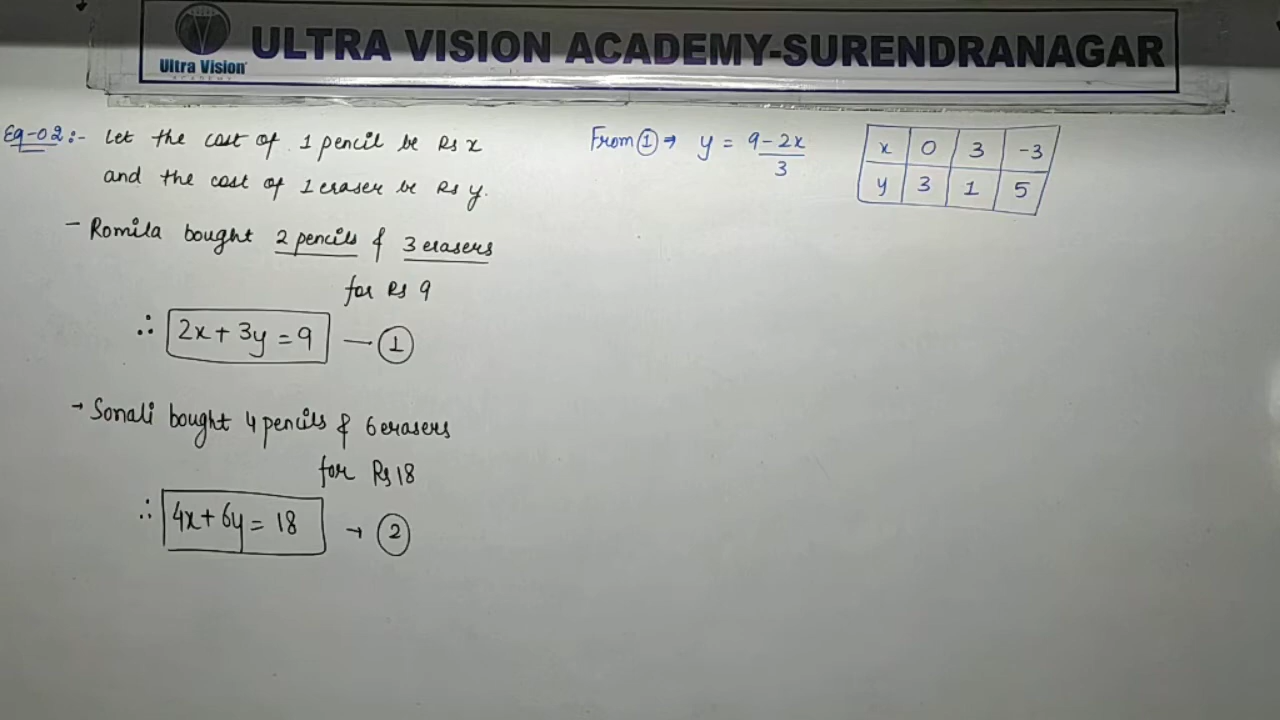 ULTRA VISION ACADEMY-SURENDRANAGAR
Ultra Vision
ACADEMY
Eg-02:- Let the cost of 1 pencil be Rs x
and the cost of 1 eraser be Rs y.
- Romila bought 2 pencils & 3 erasers
for Rs 9
∴ 2x + 3y = 9 — ①
→ Sonali bought 4 pencils & 6 erasers
for Rs 18
∴ 4x + 6y = 18 → ②
From ① → y = 9 - 2x
3
x 0 3 -3
y 3 1 5